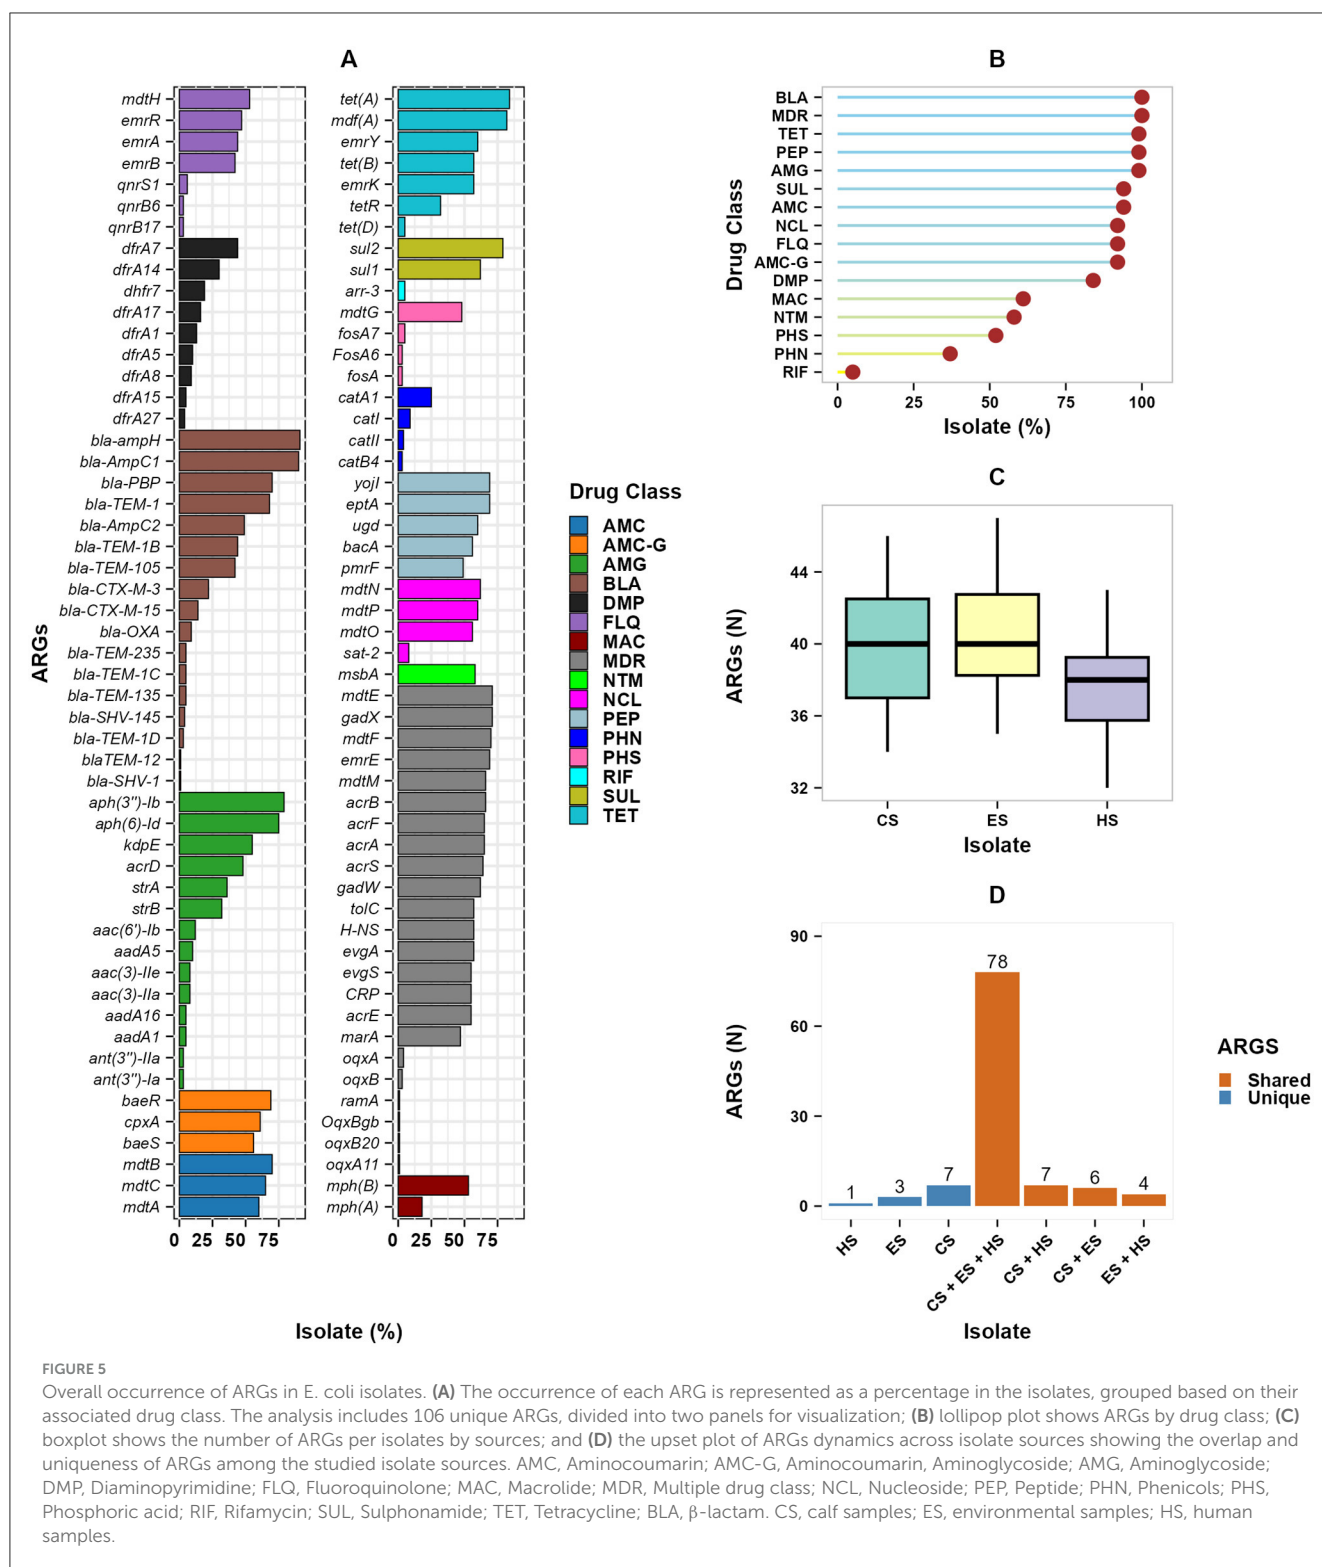 A
mdtH
emrR
emrA
emrB
qnrS1
qnrB6
qnrB17
dfrA7
dfrA14
dhfr7
dfrA17
dfrA1
dfrA5
dfrA8
dfrA15
dfrA27
bla-ampH
bla-AmpC1
bla-PBP
bla-TEM-1
bla-AmpC2
bla-TEM-1B
bla-TEM-105
bla-CTX-M-3
bla-CTX-M-15
bla-OXA
bla-TEM-235
bla-TEM-1C
bla-TEM-135
bla-SHV-145
bla-TEM-1D
blaTEM-12
bla-SHV-1
aph(3")-Ib
aph(6)-Id
kdpE
acrD
strA
strB
aac(6')-Ib
aadA5
aac(3)-IIe
aac(3)-IIa
aadA16
aadA1
ant(3")-IIa
ant(3")-Ia
baeR
cpxA
baeS
mdtB
mdtC
mdtA
ARGs
0 25 50 75
tet(A)
mdf(A)
emrY
tet(B)
emrK
tetR
tet(D)
sul2
sul1
arr-3
mdtG
fosA7
FosA6
fosA
catA1
catI
catII
catB4
yojI
eptA
ugd
bacA
pmrF
mdtN
mdtP
mdtO
sat-2
msbA
mdtE
gadX
mdtF
emrE
mdtM
acrB
acrF
acrA
acrS
gadW
tolC
H-NS
evgA
evgS
CRP
acrE
marA
oqxA
oqxB
ramA
OqxBgb
oqxB20
oqxA11
mph(B)
mph(A)
0 25 50 75
Isolate (%)
Drug Class
AMC
AMC-G
AMG
BLA
DMP
FLQ
MAC
MDR
NTM
NCL
PEP
PHN
PHS
RIF
SUL
TET
B
BLA
MDR
TET
PEP
AMG
SUL
AMC
NCL
FLQ
AMC-G
DMP
MAC
NTM
PHS
PHN
RIF
Drug Class
0 25 50 75 100
Isolate (%)
C
44
40
36
32
ARGs (N)
CS ES HS
Isolate
D
90
60
30
0
ARGs (N)
1 3 7 78 7 6 4
HS ES CS CS + ES + HS CS + HS CS + ES ES + HS
Isolate
ARGS
Shared
Unique
FIGURE 5
Overall occurrence of ARGs in E. coli isolates. (A) The occurrence of each ARG is represented as a percentage in the isolates, grouped based on their
associated drug class. The analysis includes 106 unique ARGs, divided into two panels for visualization; (B) lollipop plot shows ARGs by drug class; (C)
boxplot shows the number of ARGs per isolates by sources; and (D) the upset plot of ARGs dynamics across isolate sources showing the overlap and
uniqueness of ARGs among the studied isolate sources. AMC, Aminocoumarin; AMC-G, Aminocoumarin, Aminoglycoside; AMG, Aminoglycoside;
DMP, Diaminopyrimidine; FLQ, Fluoroquinolone; MAC, Macrolide; MDR, Multiple drug class; NCL, Nucleoside; PEP, Peptide; PHN, Phenicols; PHS,
Phosphoric acid; RIF, Rifamycin; SUL, Sulphonamide; TET, Tetracycline; BLA, β-lactam. CS, calf samples; ES, environmental samples; HS, human
samples.